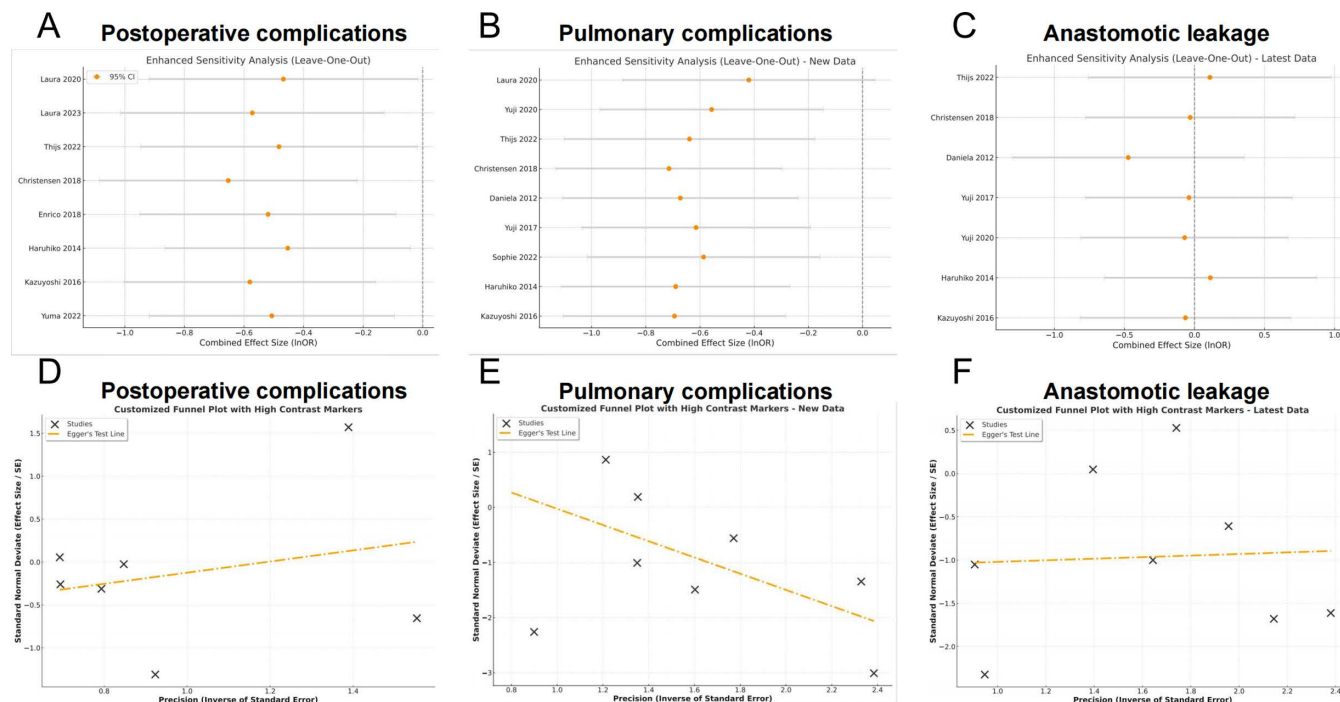 A Postoperative complications
Enhanced Sensitivity Analysis (Leave-One-Out)
95% CI
Laura 2020
Laura 2023
Thijs 2022
Christensen 2018
Enrico 2018
Haruhiko 2014
Kazuyoshi 2016
Yuma 2022
−1.0 −0.8 −0.6 −0.4 −0.2 0.0
Combined Effect Size (lnOR)
B Pulmonary complications
Enhanced Sensitivity Analysis (Leave-One-Out) - New Data
Laura 2020
Yuji 2020
Thijs 2022
Christensen 2018
Daniela 2012
Yuji 2017
Sophie 2022
Haruhiko 2014
Kazuyoshi 2016
−1.0 −0.8 −0.6 −0.4 −0.2 0.0
Combined Effect Size (lnOR)
C Anastomotic leakage
Enhanced Sensitivity Analysis (Leave-One-Out) - Latest Data
Thijs 2022
Christensen 2018
Daniela 2012
Yuji 2017
Yuji 2020
Haruhiko 2014
Kazuyoshi 2016
−1.0 −0.5 0.0 0.5 1.0
Combined Effect Size (lnOR)
D Postoperative complications
Customized Funnel Plot with High Contrast Markers
Studies
Egger's Test Line
Standard Normal Deviate (Effect Size / SE)
1.5
1.0
0.5
0.0
−0.5
−1.0
0.8 1.0 1.2 1.4
Precision (Inverse of Standard Error)
E Pulmonary complications
Customized Funnel Plot with High Contrast Markers - New Data
Studies
Egger's Test Line
Standard Normal Deviate (Effect Size / SE)
1
0
−1
−2
−3
0.8 1.0 1.2 1.4 1.6 1.8 2.0 2.2 2.4
Precision (Inverse of Standard Error)
F Anastomotic leakage
Customized Funnel Plot with High Contrast Markers - Latest Data
Studies
Egger's Test Line
Standard Normal Deviate (Effect Size / SE)
0.5
0.0
−0.5
−1.0
−1.5
−2.0
1.0 1.2 1.4 1.6 1.8 2.0 2.2 2.4
Precision (Inverse of Standard Error)